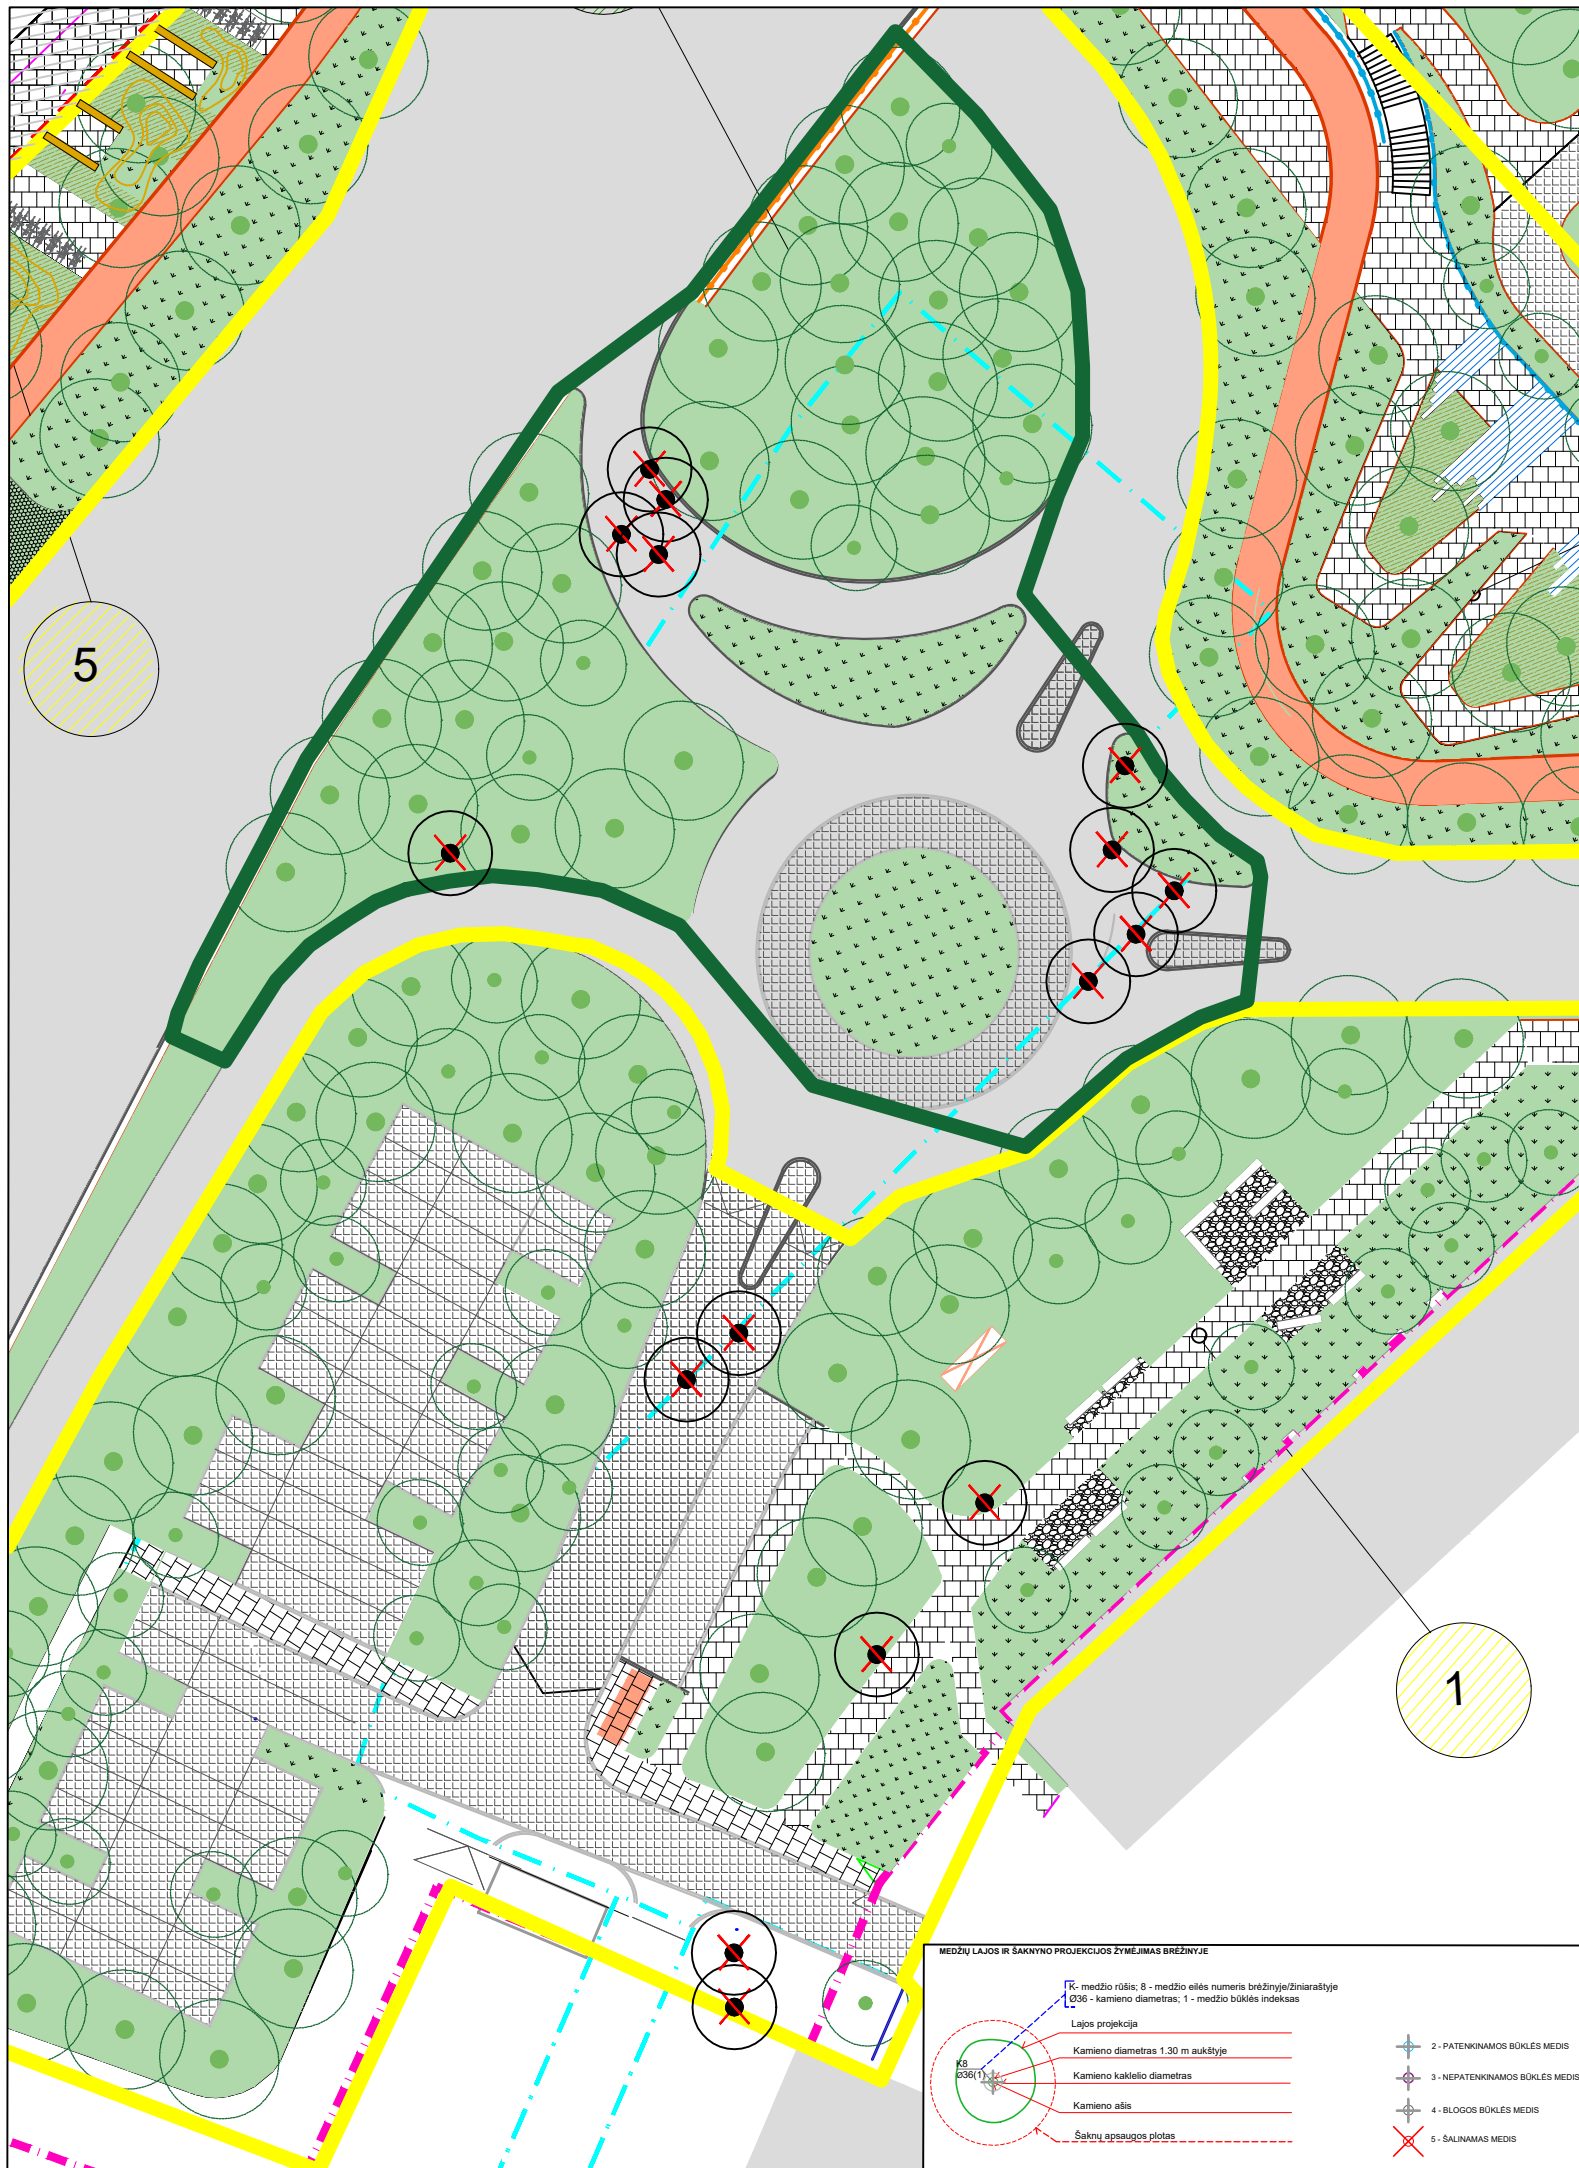 5
1
MEDŽIŲ LAJOS IR ŠAKNYNO PROJEKCIJOS ŽYMĖJIMAS BRĖŽINYJE
K- medžio rūšis; 8 - medžio eilės numeris brėžinyje/žiniaraštyje
Ø36 - kamieno diametras; 1 - medžio būklės indeksas
Lajos projekcija
Kamieno diametras 1.30 m aukštyje
K8
Ø36(1)
Kamieno kaklelio diametras
Kamieno ašis
Šaknų apsaugos plotas
2 - PATENKINAMOS BŪKLĖS MEDIS
3 - NEPATENKINAMOS BŪKLĖS MEDIS
4 - BLOGOS BŪKLĖS MEDIS
5 - ŠALINAMAS MEDIS